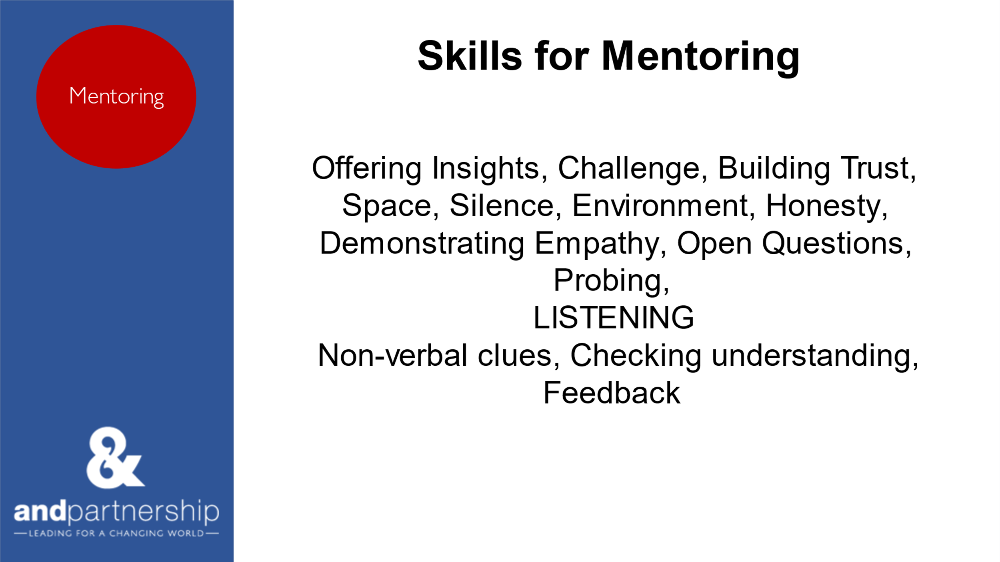 Mentoring
Skills for Mentoring
Offering Insights, Challenge, Building Trust,
Space, Silence, Environment, Honesty,
Demonstrating Empathy, Open Questions,
Probing,
LISTENING
Non-verbal clues, Checking understanding,
Feedback
&
andpartnership
LEADING FOR A CHANGING WORLD